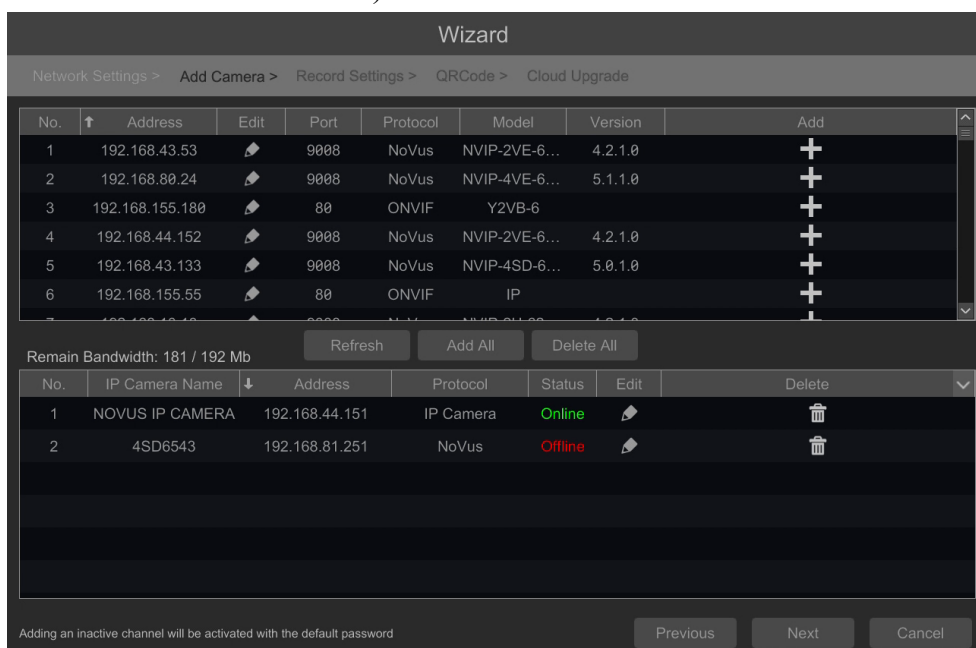 Wizard
Network Settings > Add Camera > Record Settings > QRCode > Cloud Upgrade
No. Address Edit Port Protocol Model Version Add
1 192.168.43.53 9008 NoVus NVIP-2VE-6... 4.2.1.0
2 192.168.80.24 9008 NoVus NVIP-4VE-6... 5.1.1.0
3 192.168.155.180 80 ONVIF Y2VB-6
4 192.168.44.152 9008 NoVus NVIP-2VE-6... 4.2.1.0
5 192.168.43.133 9008 NoVus NVIP-4SD-6... 5.0.1.0
6 192.168.155.55 80 ONVIF IP
Remain Bandwidth: 181 / 192 Mb Refresh Add All Delete All
No. IP Camera Name Address Protocol Status Edit Delete
1 NOVUS IP CAMERA 192.168.44.151 IP Camera Online
2 4SD6543 192.168.81.251 NoVus Offline
Adding an inactive channel will be activated with the default password Previous Next Cancel